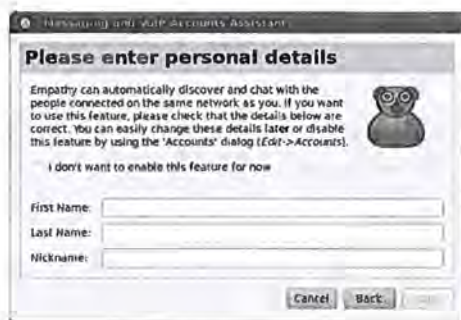 Messaging and VoIP Accounts Assistant
Please enter personal details
Empathy can automatically discover and chat with the
people connected on the same network as you. If you want
to use this feature, please check that the details below are
correct. You can easily change these details later or disable
this feature by using the 'Accounts' dialog (Edit->Accounts).
I don't want to enable this feature for now
First Name:
Last Name:
Nickname:
Cancel Back